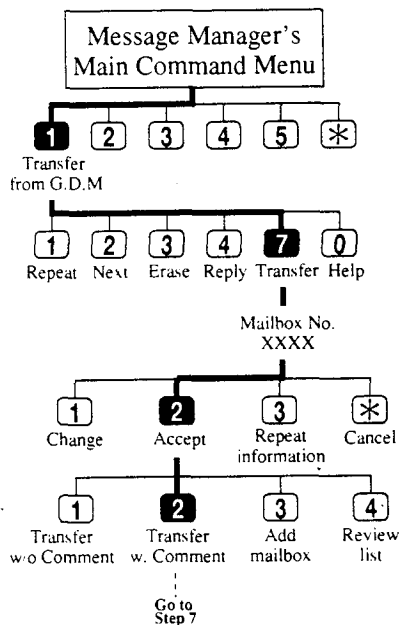 Message Manager's
Main Command Menu
1 2 3 4 5 *
Transfer
from G.D.M
1 2 3 4 7 0
Repeat Next Erase Reply Transfer Help
Mailbox No.
XXXX
1 2 3 *
Change Accept Repeat
information Cancel
1 2 3 4
Transfer
w/o Comment
Transfer
w. Comment
Add
mailbox
Review
list
Go to
Step 7